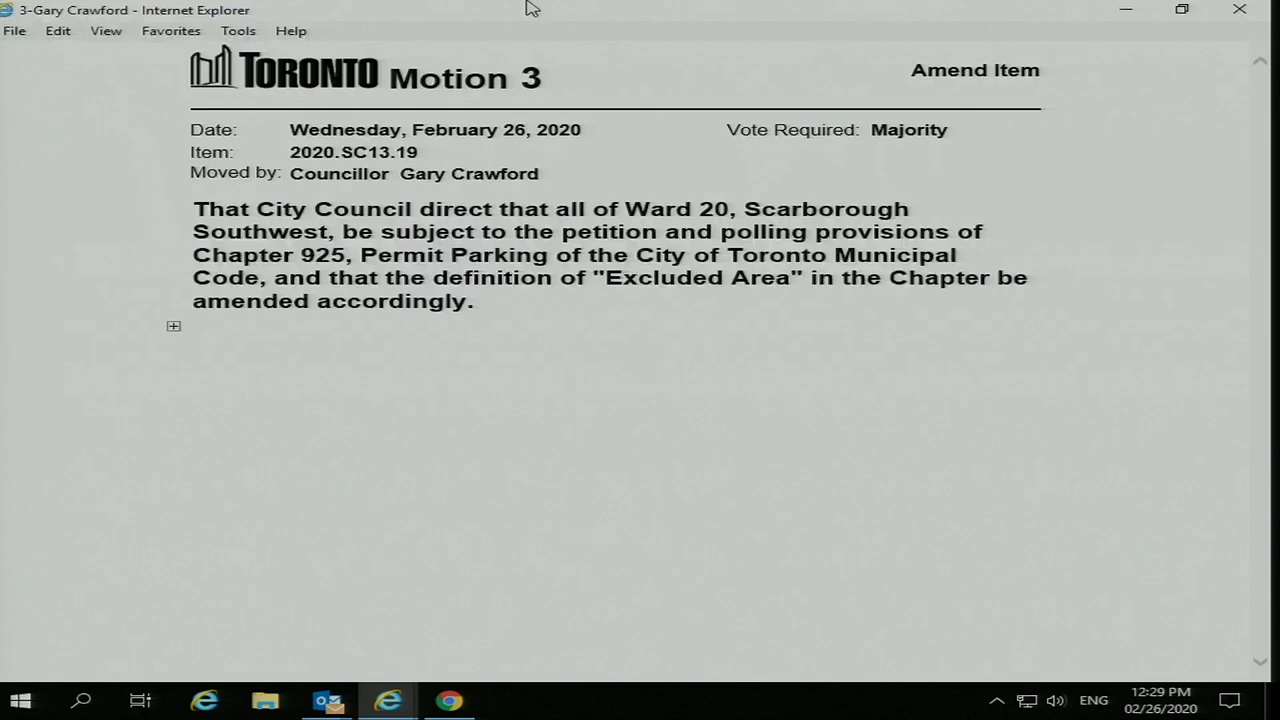 3-Gary Crawford - Internet Explorer
File Edit View Favorites Tools Help
TORONTO Motion 3
Amend Item
Date: Wednesday, February 26, 2020 Vote Required: Majority
Item: 2020.SC13.19
Moved by: Councillor Gary Crawford
That City Council direct that all of Ward 20, Scarborough
Southwest, be subject to the petition and polling provisions of
Chapter 925, Permit Parking of the City of Toronto Municipal
Code, and that the definition of "Excluded Area" in the Chapter be
amended accordingly.
ENG
12:29 PM
02/26/2020